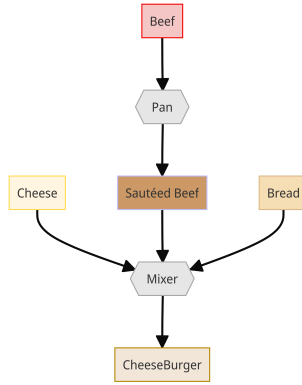 Beef
Pan
Cheese
Sautéed Beef
Bread
Mixer
CheeseBurger